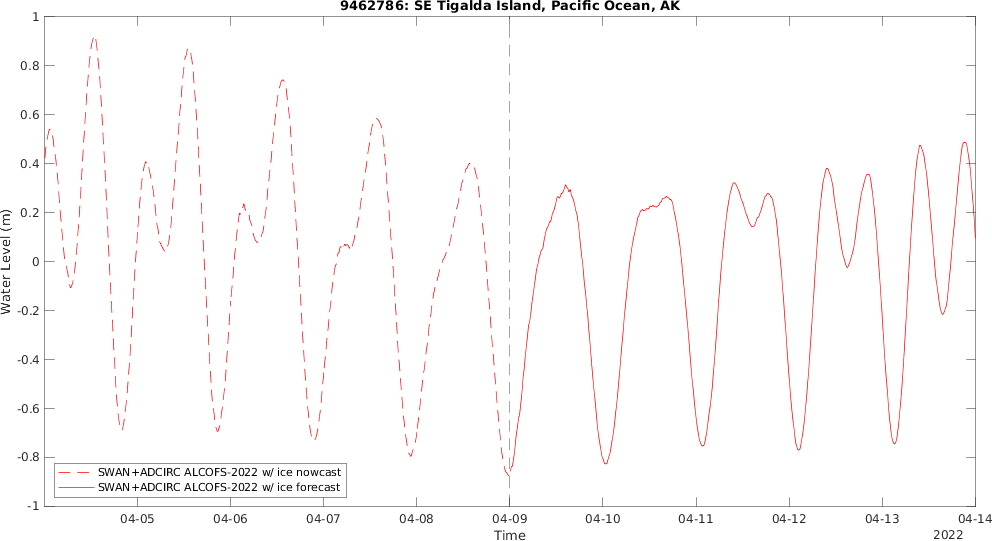 9462786: SE Tigalda Island, Pacific Ocean, AK
1
0.8
0.6
0.4
0.2
0
-0.2
-0.4
-0.6
-0.8
-1
Water Level (m)
SWAN+ADCIRC ALCOFS-2022 w/ ice nowcast
SWAN+ADCIRC ALCOFS-2022 w/ ice forecast
04-05 04-06 04-07 04-08 04-09 04-10 04-11 04-12 04-13 04-14
Time
2022